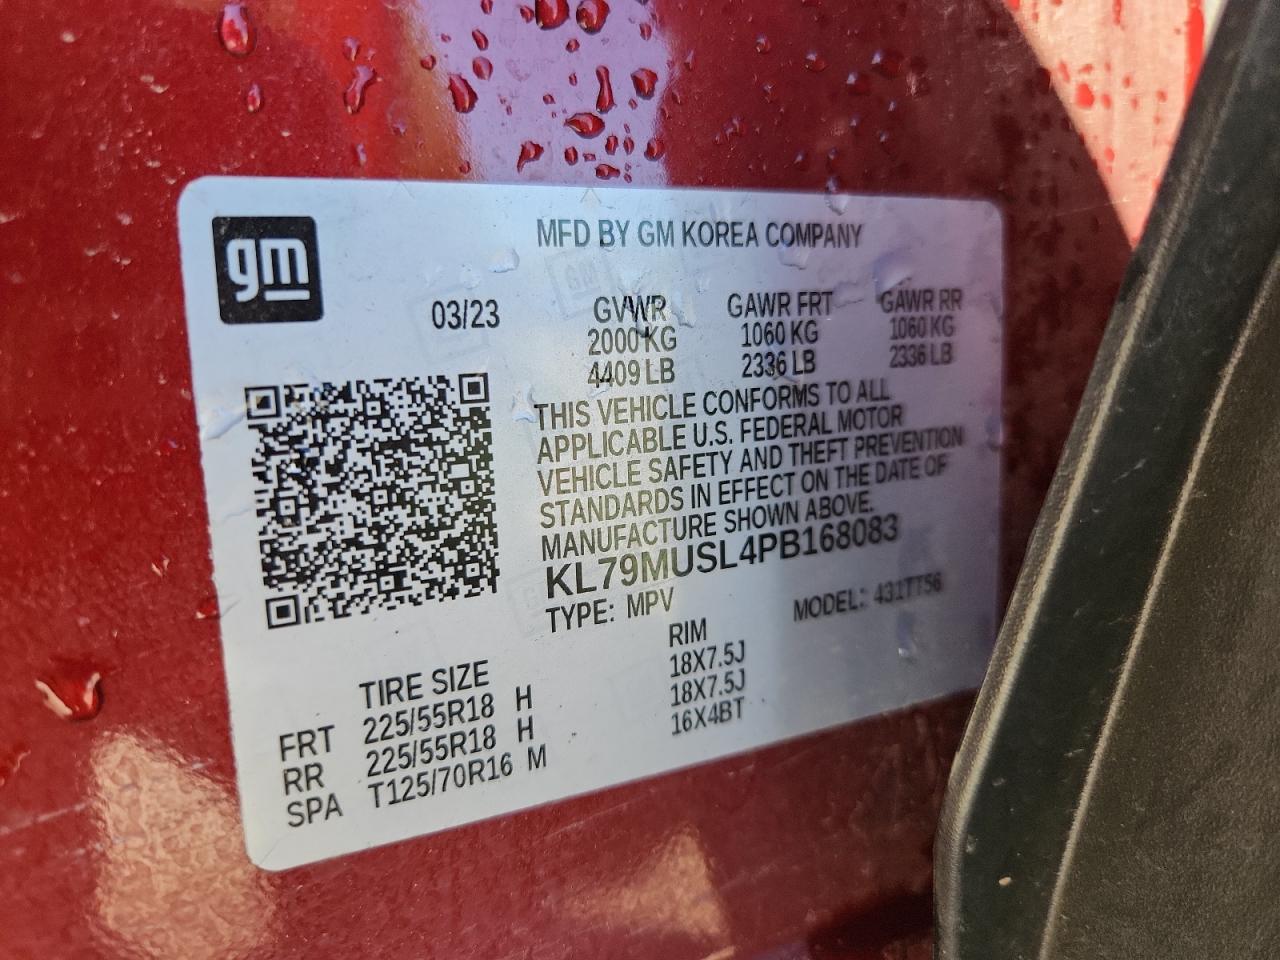 gm
MFD BY GM KOREA COMPANY
03/23 GVWR GAWR FRT GAWR RR
2000 KG 1060 KG 1060 KG
4409 LB 2336 LB 2336 LB
THIS VEHICLE CONFORMS TO ALL
APPLICABLE U.S. FEDERAL MOTOR
VEHICLE SAFETY AND THEFT PREVENTION
STANDARDS IN EFFECT ON THE DATE OF
MANUFACTURE SHOWN ABOVE.
KL79MUSL4PB168083
TYPE: MPV MODEL: 431TT56
TIRE SIZE RIM
FRT 225/55R18 H 18X7.5J
RR 225/55R18 H 18X7.5J
SPA T125/70R16 M 16X4BT